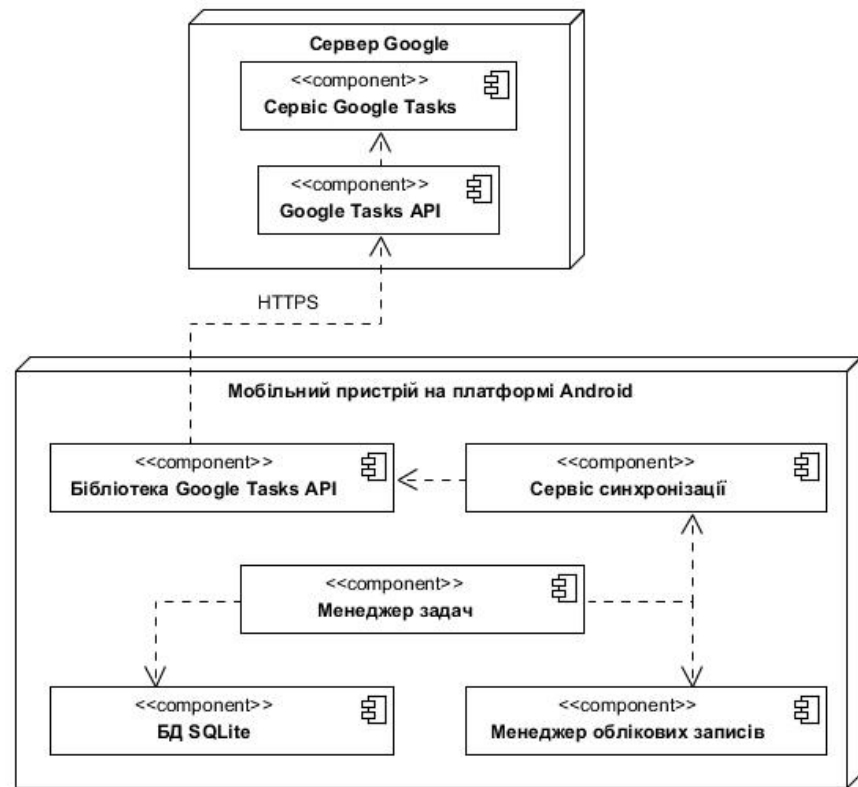 Сервер Google
<<component>>
Сервіс Google Tasks
<<component>>
Google Tasks API
HTTPS
Мобільний пристрій на платформі Android
<<component>>
Бібліотека Google Tasks API
<<component>>
Сервіс синхронізації
<<component>>
Менеджер задач
<<component>>
БД SQLite
<<component>>
Менеджер облікових записів